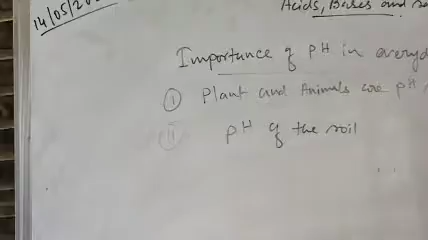 14/05/20
Acids, Bases and sa
Importance of pH in everyd
(i) Plant and Animals are pH
(ii) pH of the soil